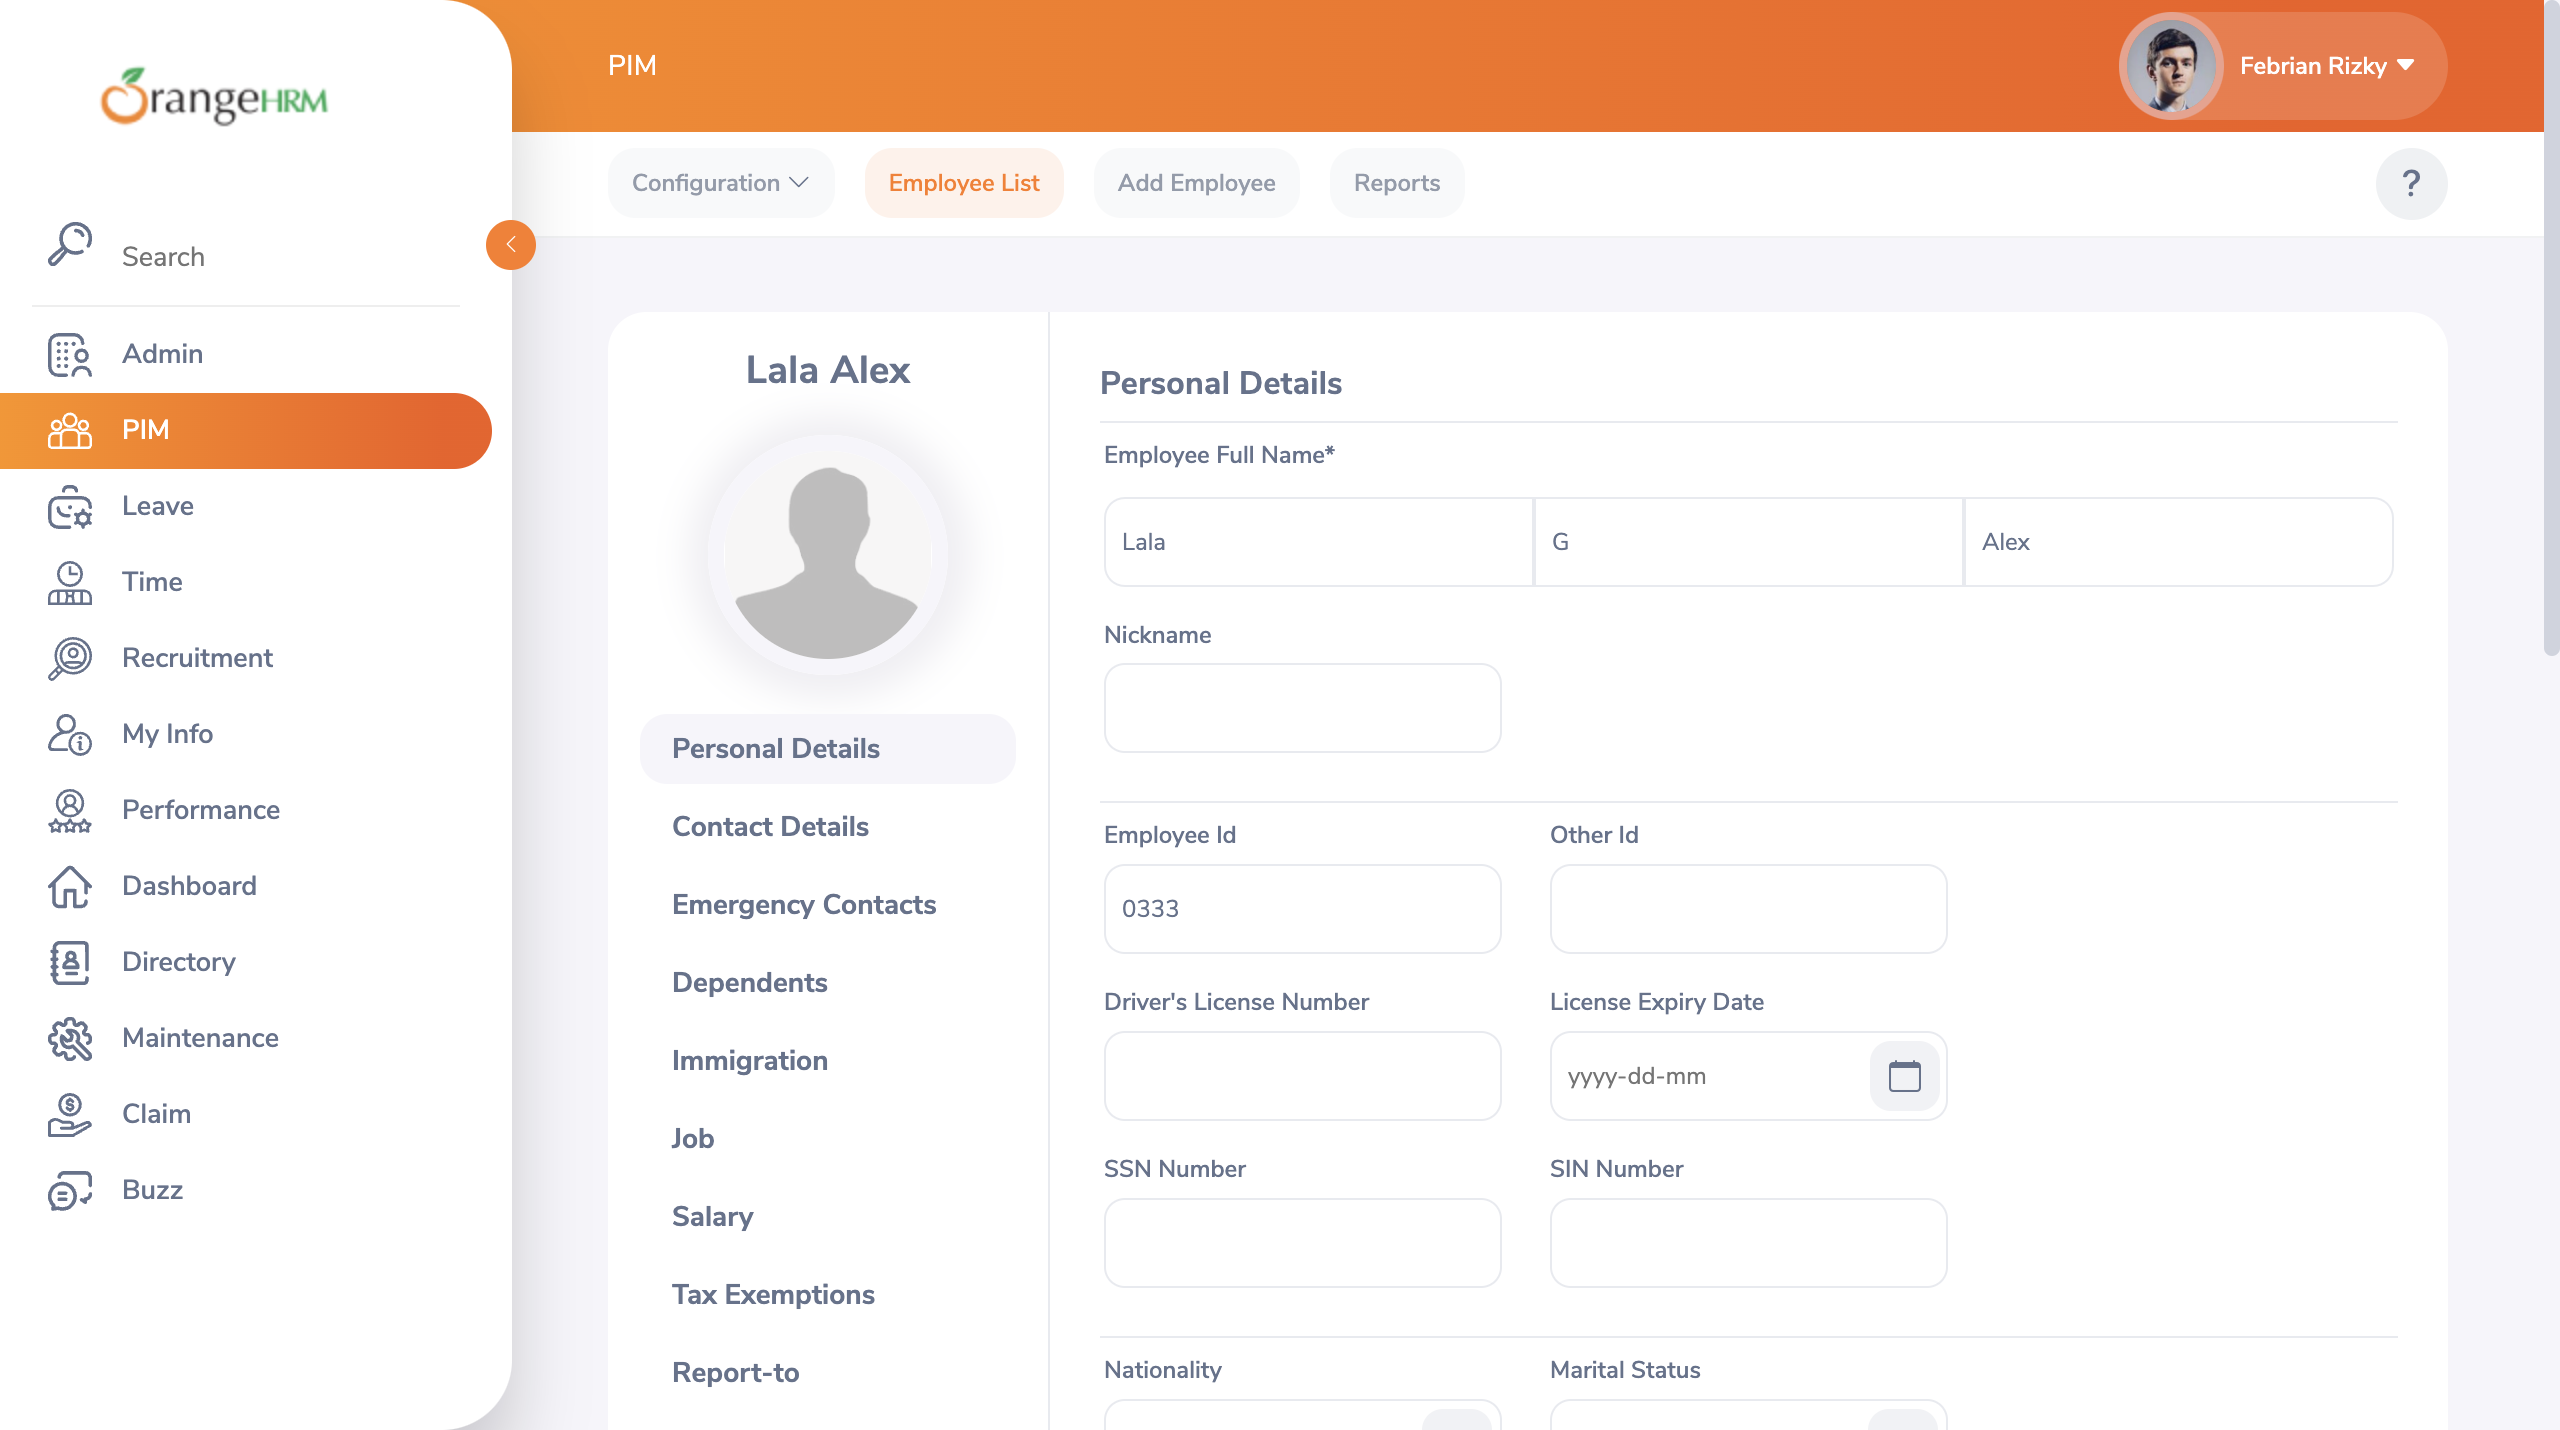 OrangeHRM
PIM
Febrian Rizky
Configuration
Employee List
Add Employee
Reports
?
Search
Admin
PIM
Leave
Time
Recruitment
My Info
Performance
Dashboard
Directory
Maintenance
Claim
Buzz
Lala Alex
Personal Details
Contact Details
Emergency Contacts
Dependents
Immigration
Job
Salary
Tax Exemptions
Report-to
Personal Details
Employee Full Name*
Lala G Alex
Nickname
Employee Id Other Id
0333
Driver's License Number License Expiry Date
yyyy-dd-mm
SSN Number SIN Number
Nationality Marital Status